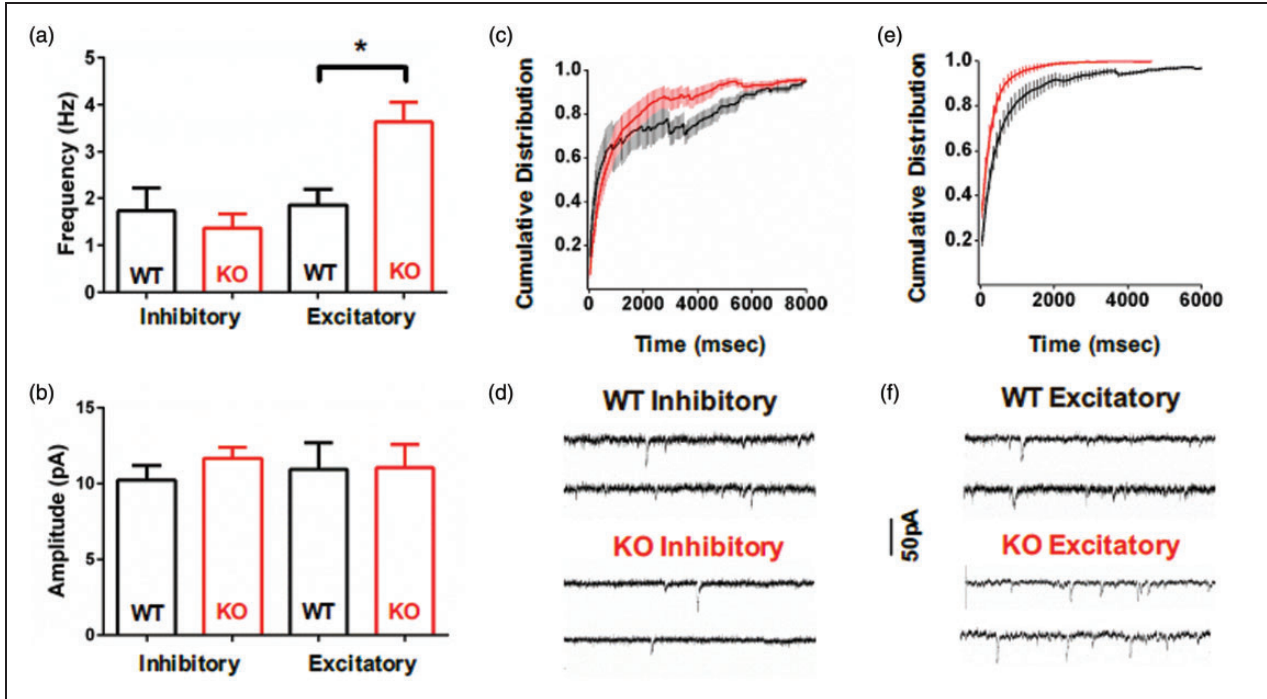 (a)
*
5
4
3
2
1
0
Frequency (Hz)
WT
KO
WT
KO
Inhibitory
Excitatory
(b)
15
10
5
0
Amplitude (pA)
WT
KO
WT
KO
Inhibitory
Excitatory
(c)
1.0
0.8
0.6
0.4
0.2
Cumulative Distribution
0 2000 4000 6000 8000
Time (msec)
(d)
WT Inhibitory
KO Inhibitory
(e)
1.0
0.8
0.6
0.4
0.2
Cumulative Distribution
0 2000 4000 6000
Time (msec)
(f)
WT Excitatory
50pA
KO Excitatory